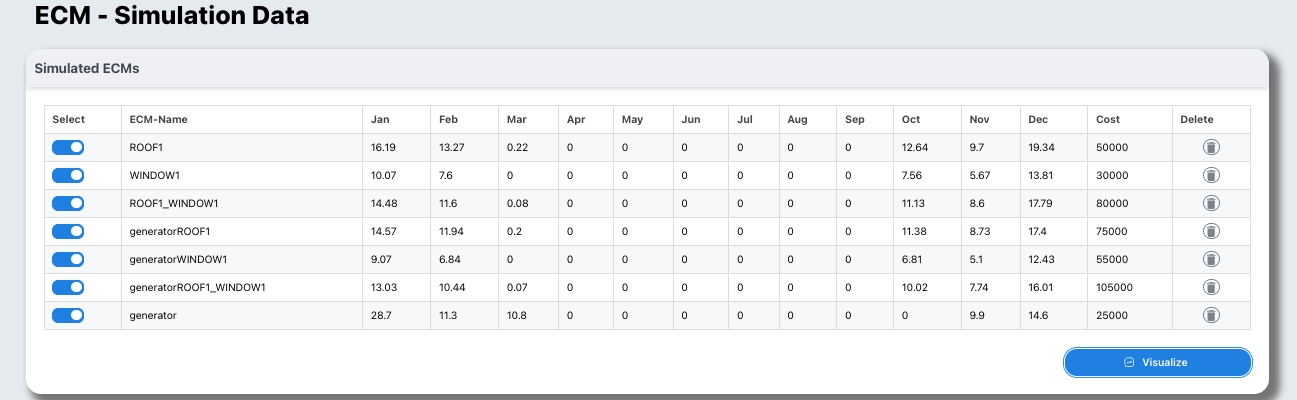 ECM - Simulation Data
Simulated ECMs
Select ECM-Name Jan Feb Mar Apr May Jun Jul Aug Sep Oct Nov Dec Cost Delete
ROOF1 16.19 13.27 0.22 0 0 0 0 0 0 12.64 9.7 19.34 50000
WINDOW1 10.07 7.6 0 0 0 0 0 0 0 7.56 5.67 13.81 30000
ROOF1_WINDOW1 14.48 11.6 0.08 0 0 0 0 0 0 11.13 8.6 17.79 80000
generatorROOF1 14.57 11.94 0.2 0 0 0 0 0 0 11.38 8.73 17.4 75000
generatorWINDOW1 9.07 6.84 0 0 0 0 0 0 0 6.81 5.1 12.43 55000
generatorROOF1_WINDOW1 13.03 10.44 0.07 0 0 0 0 0 0 10.02 7.74 16.01 105000
generator 28.7 11.3 10.8 0 0 0 0 0 0 0 9.9 14.6 25000
Visualize